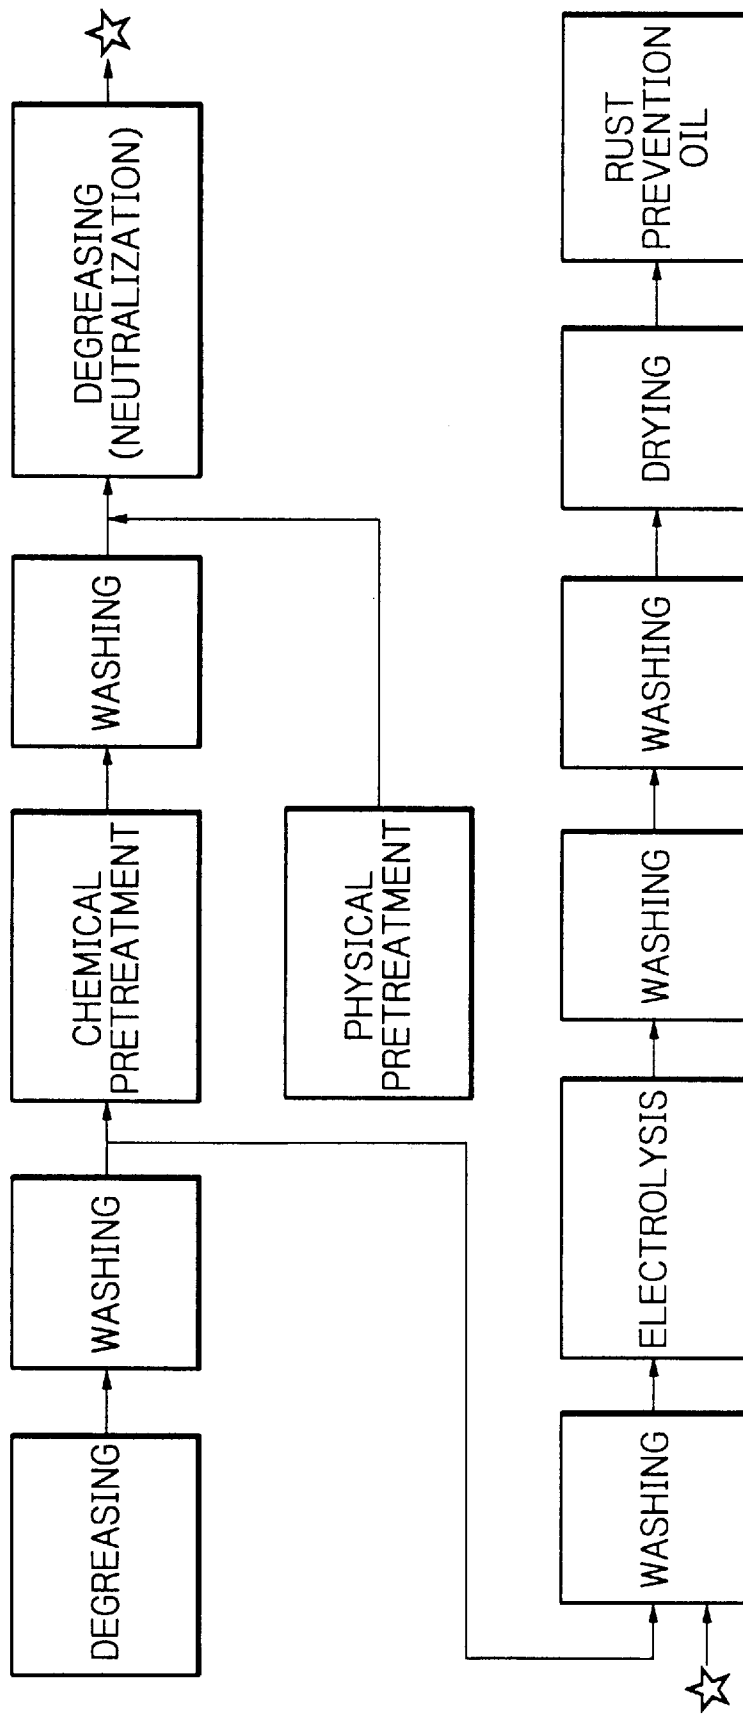 DEGREASING
WASHING
CHEMICAL
PRETREATMENT
WASHING
DEGREASING
(NEUTRALIZATION)
PHYSICAL
PRETREATMENT
WASHING
ELECTROLYSIS
WASHING
WASHING
DRYING
RUST
PREVENTION
OIL